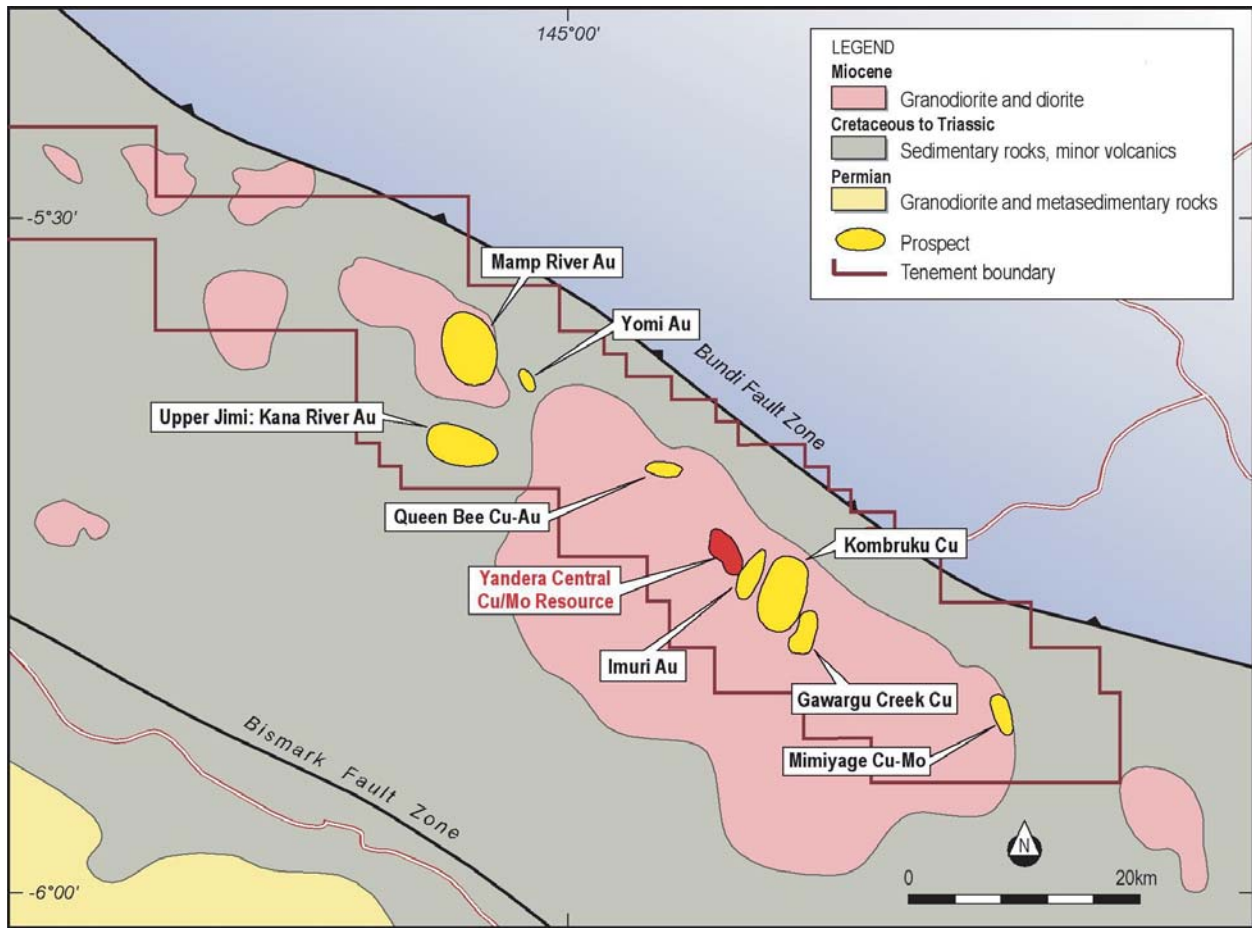 145°00'
LEGEND
Miocene
Granodiorite and diorite
Cretaceous to Triassic
Sedimentary rocks, minor volcanics
Permian
Granodiorite and metasedimentary rocks
Prospect
Tenement boundary
-5°30'
Mamp River Au
Yomi Au
Bundi Fault Zone
Upper Jimi: Kana River Au
Queen Bee Cu-Au
Kombruku Cu
Yandera Central
Cu/Mo Resource
Imuri Au
Gawargu Creek Cu
Mimiyage Cu-Mo
Bismark Fault Zone
N
0 20km
-6°00'